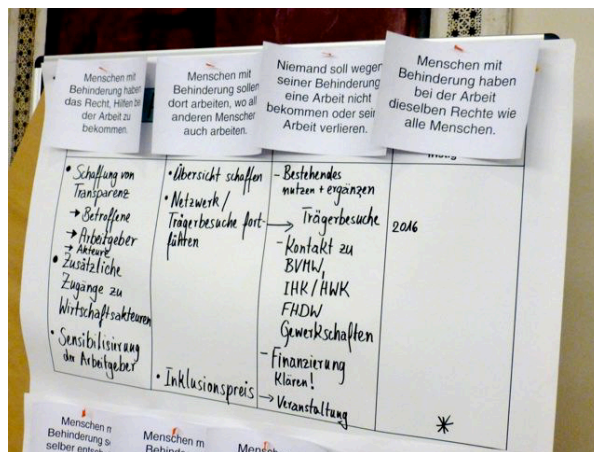 Menschen mit
Behinderung haben
das Recht, Hilfen bei
der Arbeit zu
bekommen.
Menschen mit
Behinderung sollen
dort arbeiten, wo alle
anderen Menschen
auch arbeiten.
Niemand soll wegen
seiner Behinderung
eine Arbeit nicht
bekommen oder sein
Arbeit verlieren.
Menschen mit
Behinderung haben
bei der Arbeit
dieselben Rechte wie
alle Menschen.
• Schaffung von
Transparenz
→ Betroffene
→ Arbeitgeber
→ Akteure
• Zusätzliche
Zugänge zu
Wirtschaftsakteuren
• Sensibilisierung
der Arbeitgeber
• Übersicht schaffen
• Netzwerk/
Trägerbesuche fort-
führen
• Inklusionspreis
- Bestehendes
nutzen + ergänzen
→ Trägerbesuche
- Kontakt zu
BVMW,
IHK/HWK
FHDW
Gewerkschaften
- Finanzierung
klären!
→ Veranstaltung
2016
*
Menschen m
Behinderung s
selber entsch
Menschen m
Behind
Mensch